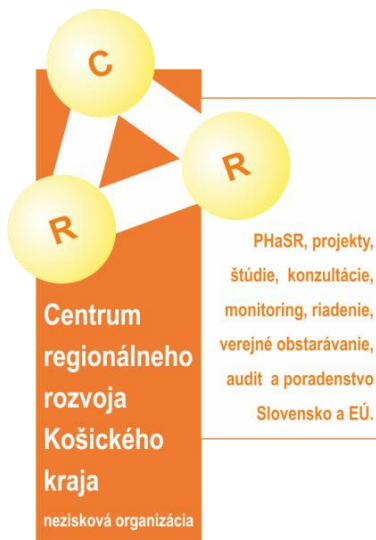 C
R
R
PHaSR, projekty,
štúdie, konzultácie,
monitoring, riadenie,
verejné obstarávanie,
audit a poradenstvo
Slovensko a EÚ.
Centrum
regionálneho
rozvoja
Košického
kraja
nezisková organizácia